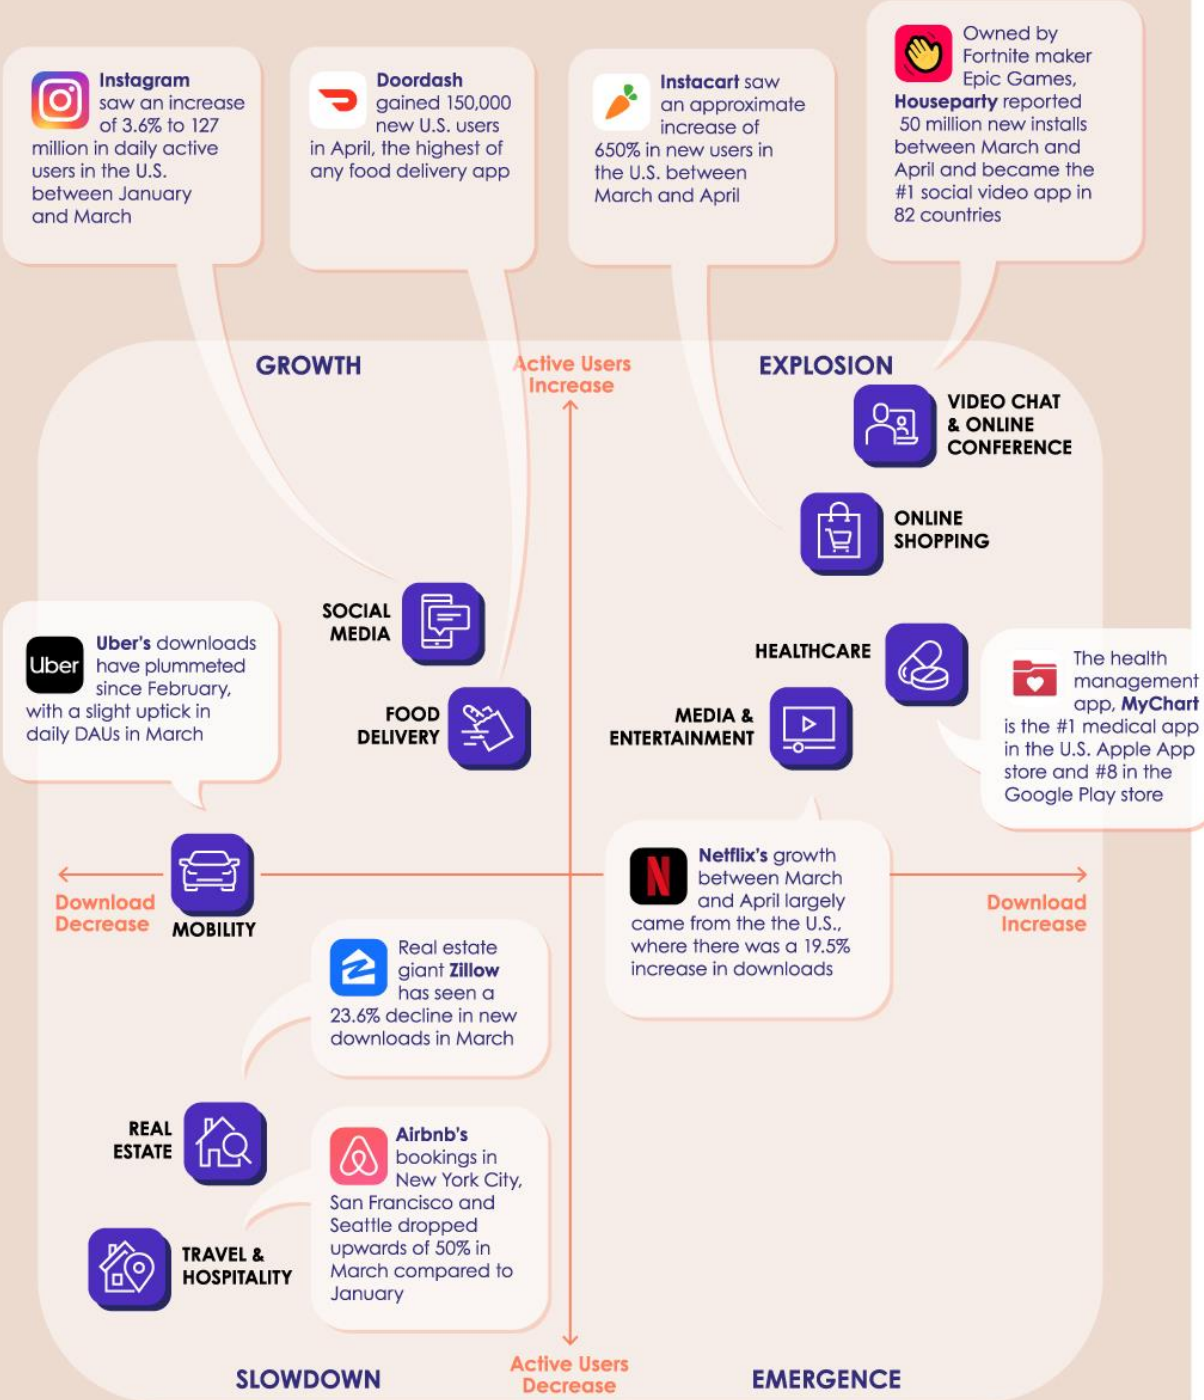 Instagram
saw an increase
of 3.6% to 127
million in daily active
users in the U.S.
between January
and March
Doordash
gained 150,000
new U.S. users
in April, the highest of
any food delivery app
Instacart saw
an approximate
increase of
650% in new users in
the U.S. between
March and April
Owned by
Fortnite maker
Epic Games,
Houseparty reported
50 million new installs
between March and
April and became the
#1 social video app in
82 countries
GROWTH
Active Users
Increase
EXPLOSION
VIDEO CHAT
& ONLINE
CONFERENCE
ONLINE
SHOPPING
SOCIAL
MEDIA
Uber
Uber's downloads
have plummeted
since February,
with a slight uptick in
daily DAUs in March
HEALTHCARE
The health
management
app, MyChart
is the #1 medical app
in the U.S. Apple App
store and #8 in the
Google Play store
FOOD
DELIVERY
MEDIA &
ENTERTAINMENT
N
Netflix's growth
between March
and April largely
came from the the U.S.,
where there was a 19.5%
increase in downloads
Download
Decrease
MOBILITY
Download
Increase
Real estate
giant Zillow
has seen a
23.6% decline in new
downloads in March
REAL
ESTATE
Airbnb's
bookings in
New York City,
San Francisco and
Seattle dropped
upwards of 50% in
March compared to
January
TRAVEL &
HOSPITALITY
SLOWDOWN
Active Users
Decrease
EMERGENCE